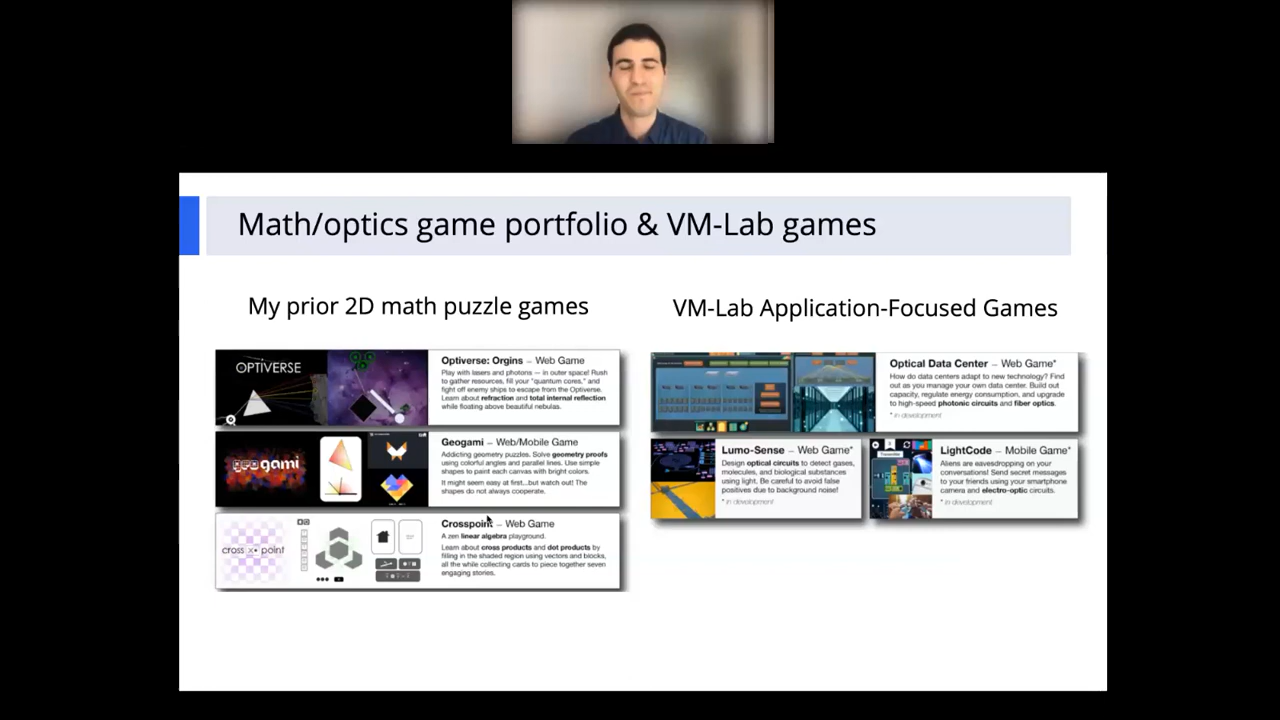 Math/optics game portfolio & VM-Lab games
My prior 2D math puzzle games
OPTIVERSE
Optiverse: Orgins – Web Game
Play with lasers and photons — in outer space! Rush
to gather resources, fill your "quantum cores," and
fight off enemy ships to escape from the Optiverse.
Learn about refraction and total internal reflection
while floating above beautiful nebulas.
geogami
Geogami – Web/Mobile Game
Addicting geometry puzzles. Solve geometry proofs
using colorful angles and parallel lines. Use simple
shapes to paint each canvas with bright colors.
It might seem easy at first...but watch out! The
shapes do not always cooperate.
cross x• point
Crosspoint – Web Game
A zen linear algebra playground.
Learn about cross products and dot products by
filling in the shaded region using vectors and blocks,
all the while collecting cards to piece together seven
engaging stories.
VM-Lab Application-Focused Games
Optical Data Center – Web Game*
How do data centers adapt to new technology? Find
out as you manage your own data center. Build out
capacity, regulate energy consumption, and upgrade
to high-speed photonic circuits and fiber optics.
* in development
Lumo-Sense – Web Game*
Design optical circuits to detect gases,
molecules, and biological substances
using light. Be careful to avoid false
positives due to background noise!
* in development
LightCode – Mobile Game*
Aliens are eavesdropping on your
conversations! Send secret messages
to your friends using your smartphone
camera and electro-optic circuits.
* in development